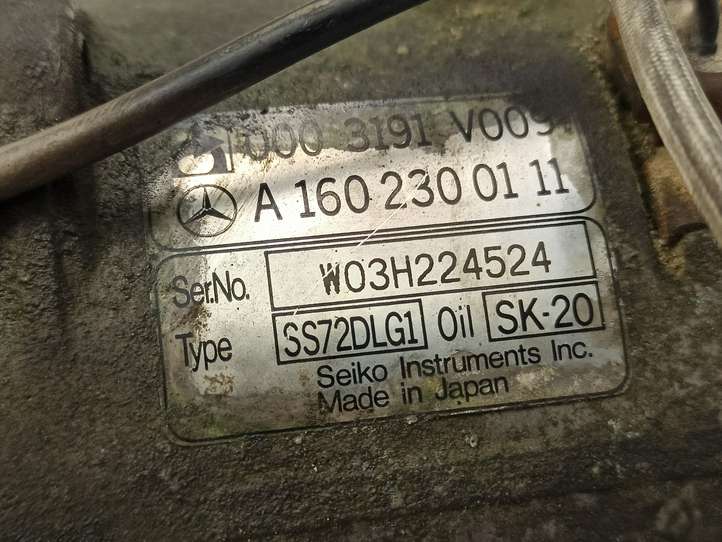 000 3191 V009
A 160 230 01 11
Ser.No. W03H224524
Type SS72DLG1 Oil SK-20
Seiko Instruments Inc.
Made in Japan